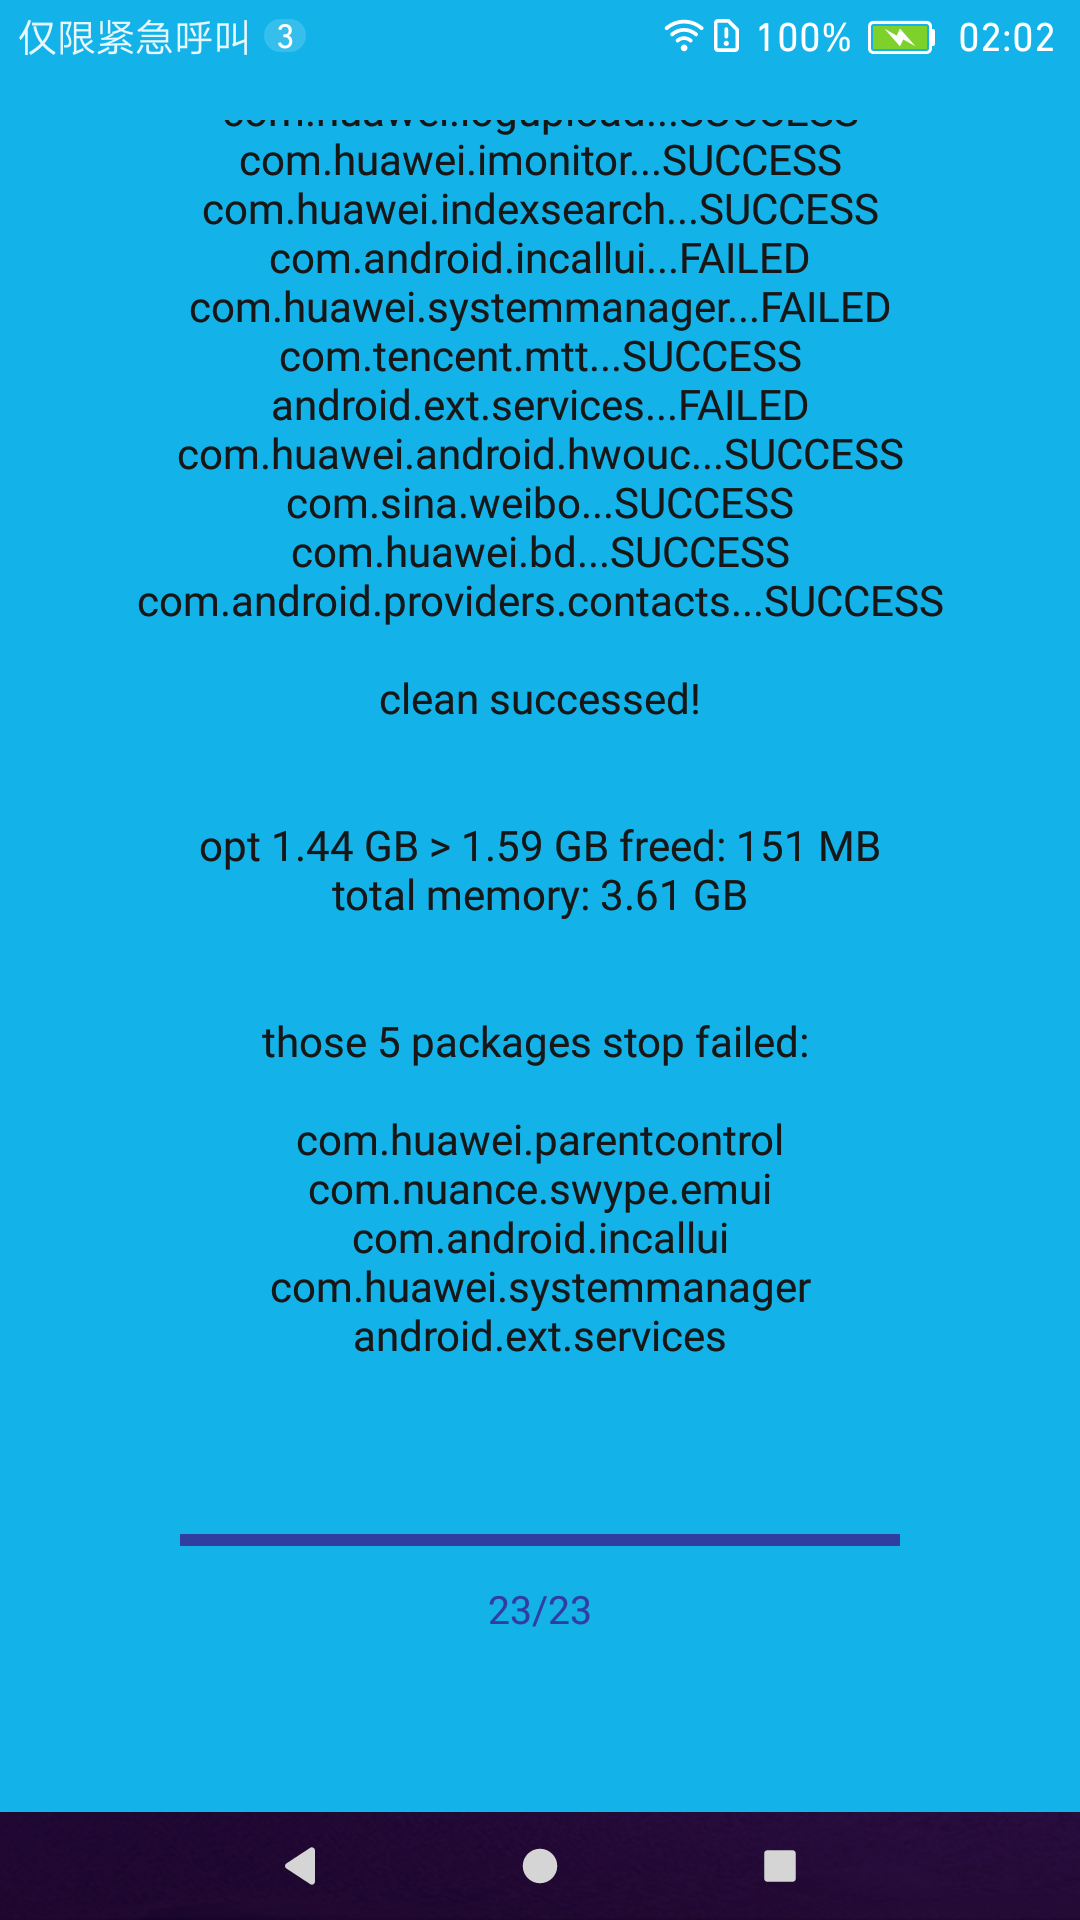 仅限紧急呼叫 3 100% 02:02
com.huawei.logupload...SUCCESS
com.huawei.imonitor...SUCCESS
com.huawei.indexsearch...SUCCESS
com.android.incallui...FAILED
com.huawei.systemmanager...FAILED
com.tencent.mtt...SUCCESS
android.ext.services...FAILED
com.huawei.android.hwouc...SUCCESS
com.sina.weibo...SUCCESS
com.huawei.bd...SUCCESS
com.android.providers.contacts...SUCCESS
clean successed!
opt 1.44 GB > 1.59 GB freed: 151 MB
total memory: 3.61 GB
those 5 packages stop failed:
com.huawei.parentcontrol
com.nuance.swype.emui
com.android.incallui
com.huawei.systemmanager
android.ext.services
23/23